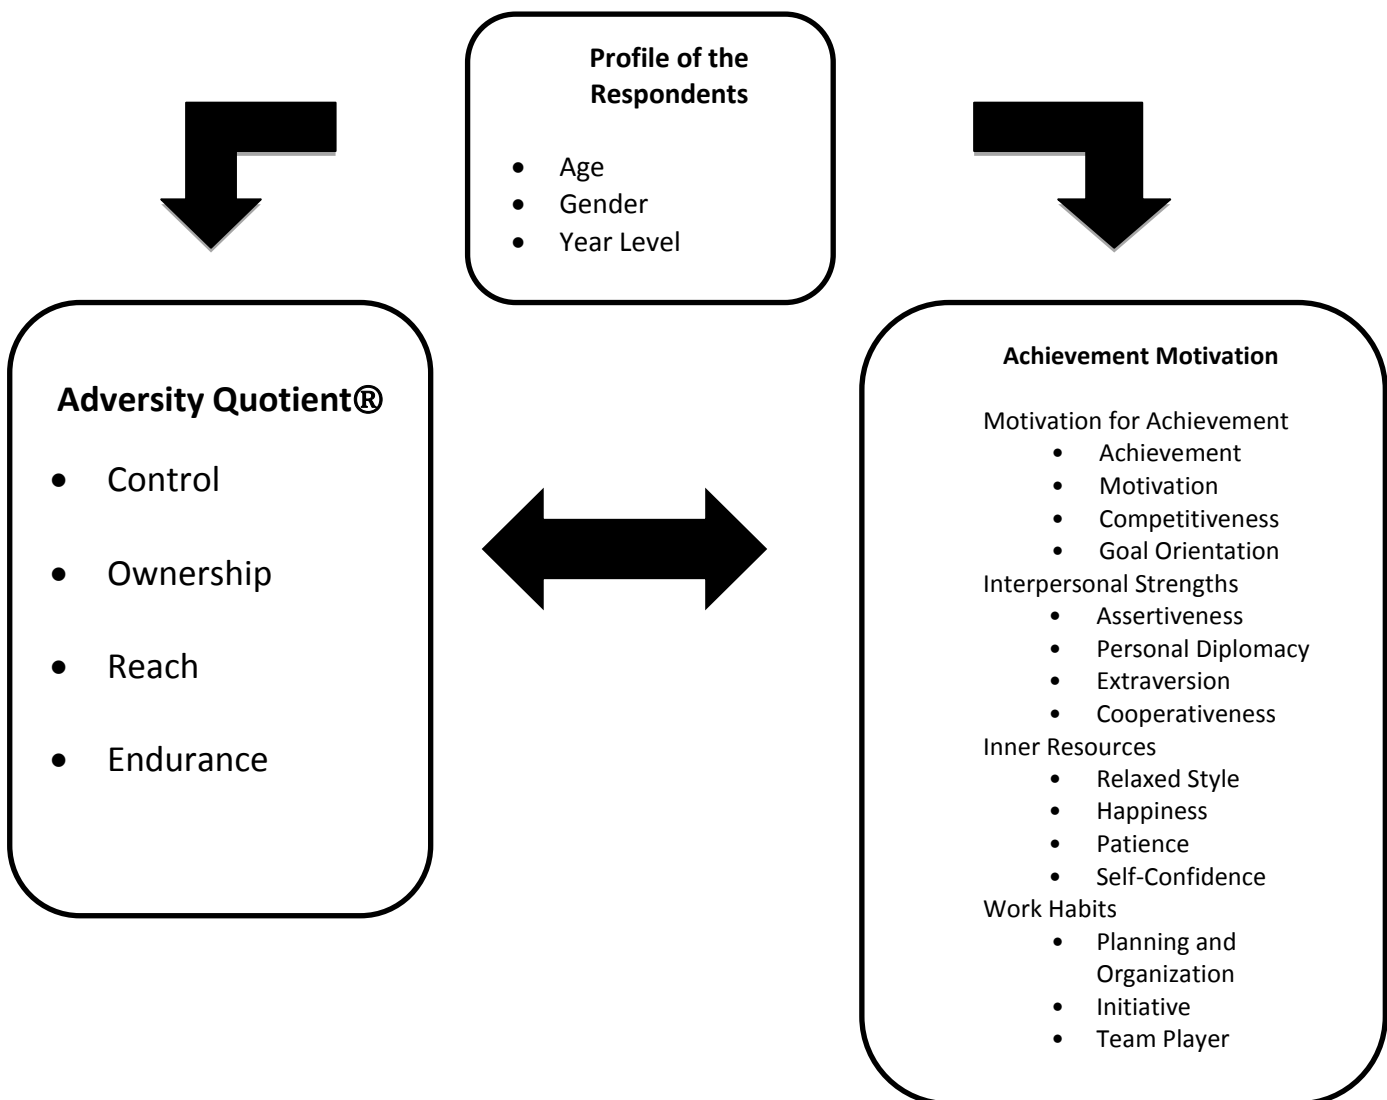 Profile of the
Respondents
• Age
• Gender
• Year Level
Adversity Quotient®
• Control
• Ownership
• Reach
• Endurance
Achievement Motivation
Motivation for Achievement
• Achievement
• Motivation
• Competitiveness
• Goal Orientation
Interpersonal Strengths
• Assertiveness
• Personal Diplomacy
• Extraversion
• Cooperativeness
Inner Resources
• Relaxed Style
• Happiness
• Patience
• Self-Confidence
Work Habits
• Planning and
Organization
• Initiative
• Team Player